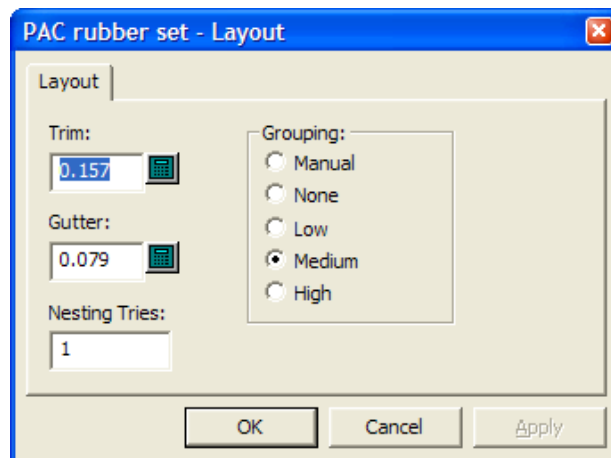 PAC rubber set - Layout
Layout
Trim:
0.157
Gutter:
0.079
Nesting Tries:
1
Grouping:
Manual
None
Low
Medium
High
OK
Cancel
Apply